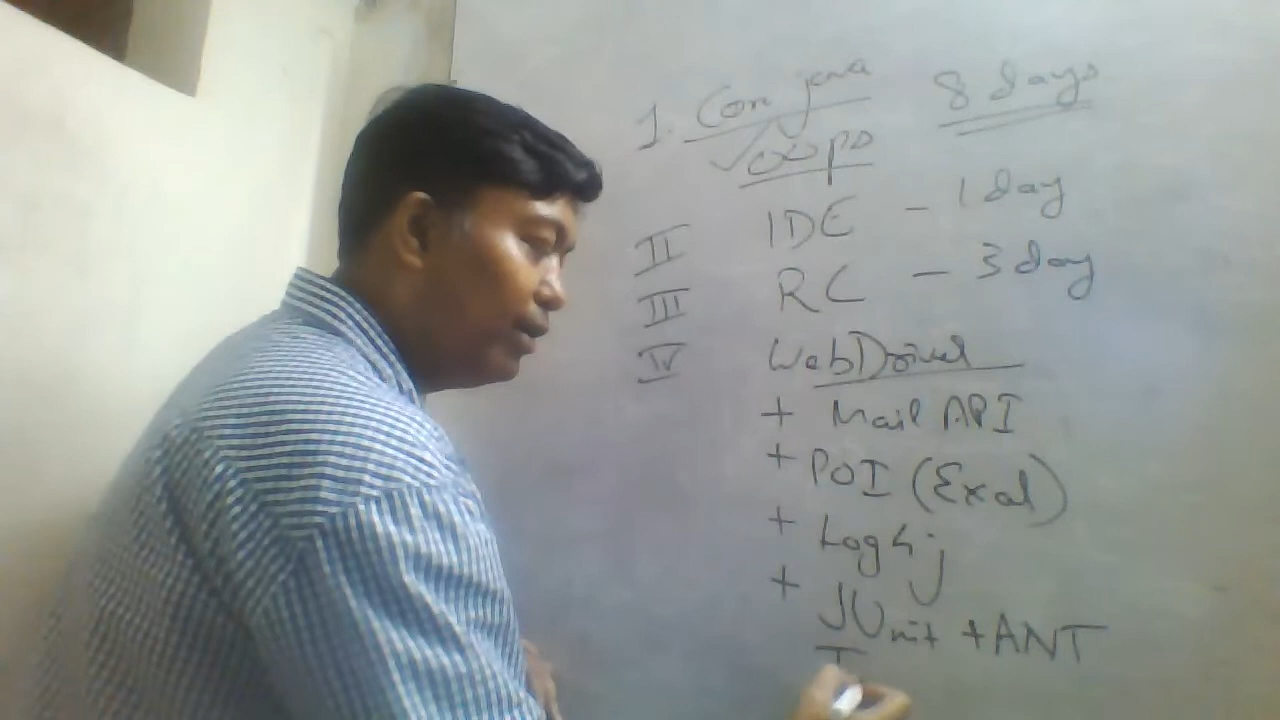 1. Core java 8 days
✓oops
II IDE - 1 day
III RC - 3 day
IV WebDriver
+ Mail API
+ POI (Excel)
+ Log4j
+ JUnit + ANT
T